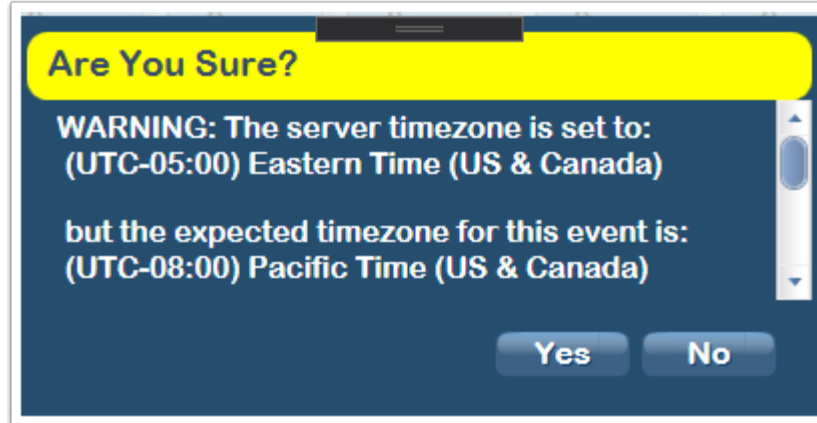 Are You Sure?
WARNING: The server timezone is set to:
(UTC-05:00) Eastern Time (US & Canada)
but the expected timezone for this event is:
(UTC-08:00) Pacific Time (US & Canada)
Yes No